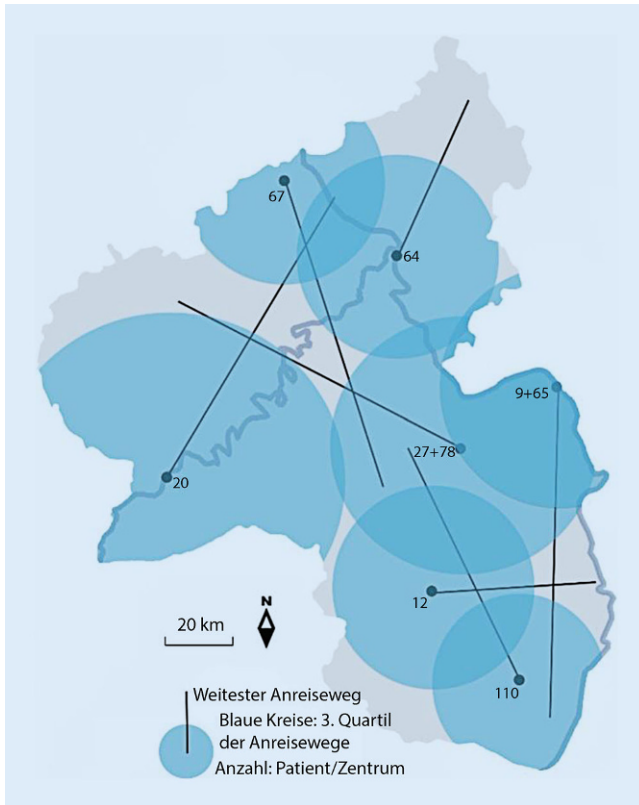 67
64
9+65
27+78
20
12
110
N
20 km
Weitester Anreiseweg
Blaue Kreise: 3. Quartil
der Anreisewege
Anzahl: Patient/Zentrum